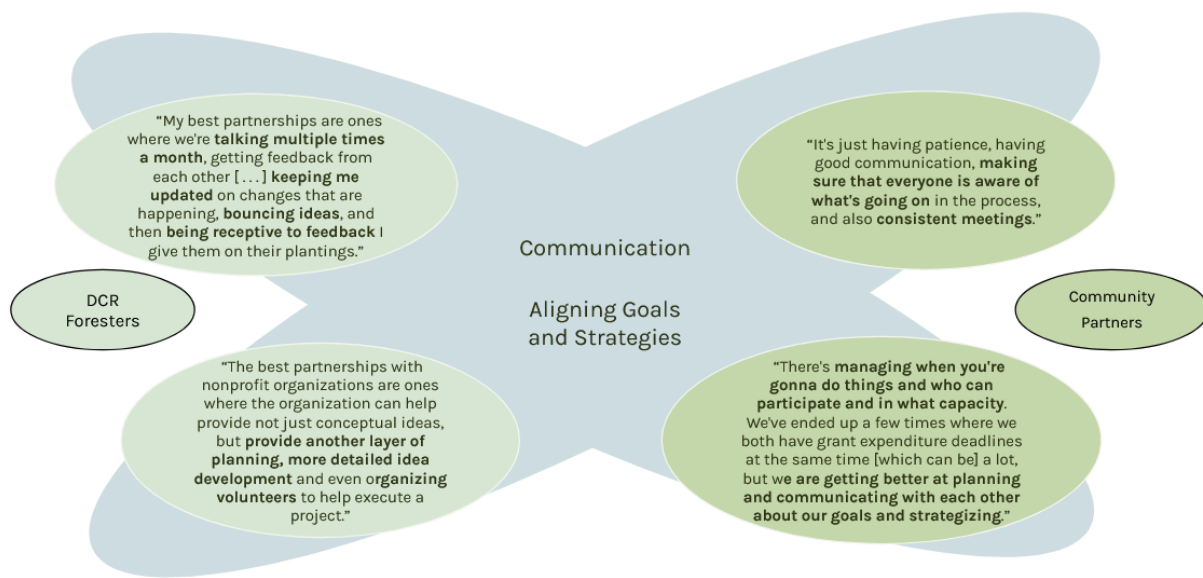 “My best partnerships are ones
where we're talking multiple times
a month, getting feedback from
each other [ . . . ] keeping me
updated on changes that are
happening, bouncing ideas, and
then being receptive to feedback I
give them on their plantings.”
“It's just having patience, having
good communication, making
sure that everyone is aware of
what's going on in the process,
and also consistent meetings.”
Communication
Aligning Goals
and Strategies
DCR
Foresters
Community
Partners
“The best partnerships with
nonprofit organizations are ones
where the organization can help
provide not just conceptual ideas,
but provide another layer of
planning, more detailed idea
development and even organizing
volunteers to help execute a
project.”
“There's managing when you're
gonna do things and who can
participate and in what capacity.
We've ended up a few times where we
both have grant expenditure deadlines
at the same time [which can be] a lot,
but we are getting better at planning
and communicating with each other
about our goals and strategizing.”